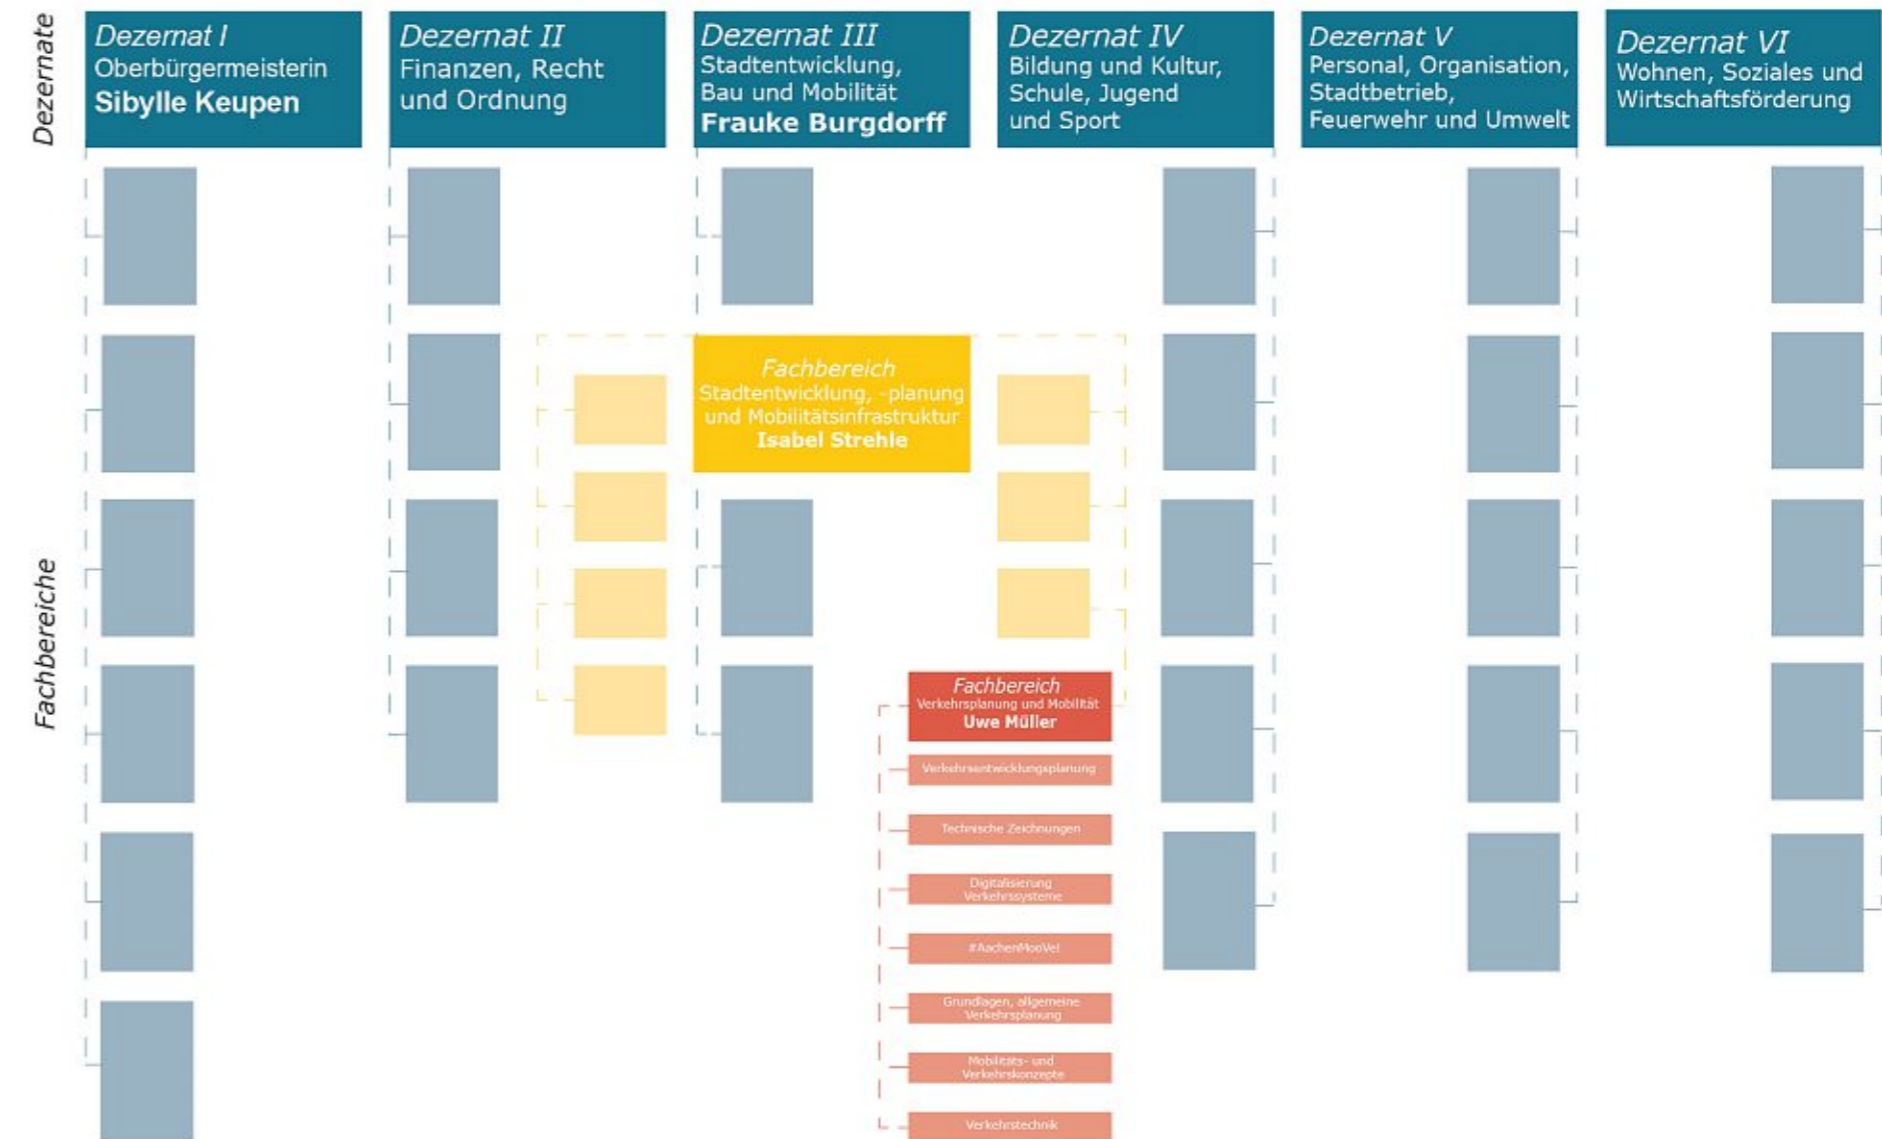 Dezernate
Dezernat I
Oberbürgermeisterin
Sibylle Keupen
Dezernat II
Finanzen, Recht
und Ordnung
Dezernat III
Stadtentwicklung,
Bau und Mobilität
Frauke Burgdorff
Dezernat IV
Bildung und Kultur,
Schule, Jugend
und Sport
Dezernat V
Personal, Organisation,
Stadtbetrieb,
Feuerwehr und Umwelt
Dezernat VI
Wohnen, Soziales und
Wirtschaftsförderung
Fachbereiche
Fachbereich
Stadtentwicklung, -planung
und Mobilitätsinfrastruktur
Isabel Strehle
Fachbereich
Verkehrsplanung und Mobilität
Uwe Müller
Verkehrsentwicklungsplanung
Technische Zeichnungen
Digitalisierung
Verkehrssysteme
#AachenMooVe!
Grundlagen, allgemeine
Verkehrsplanung
Mobilitäts- und
Verkehrskonzepte
Verkehrstechnik